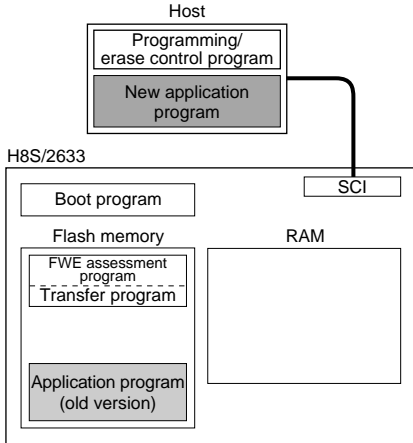 Host
Programming/
erase control program
New application
program
H8S/2633
SCI
Boot program
Flash memory
RAM
FWE assessment
program
Transfer program
Application program
(old version)